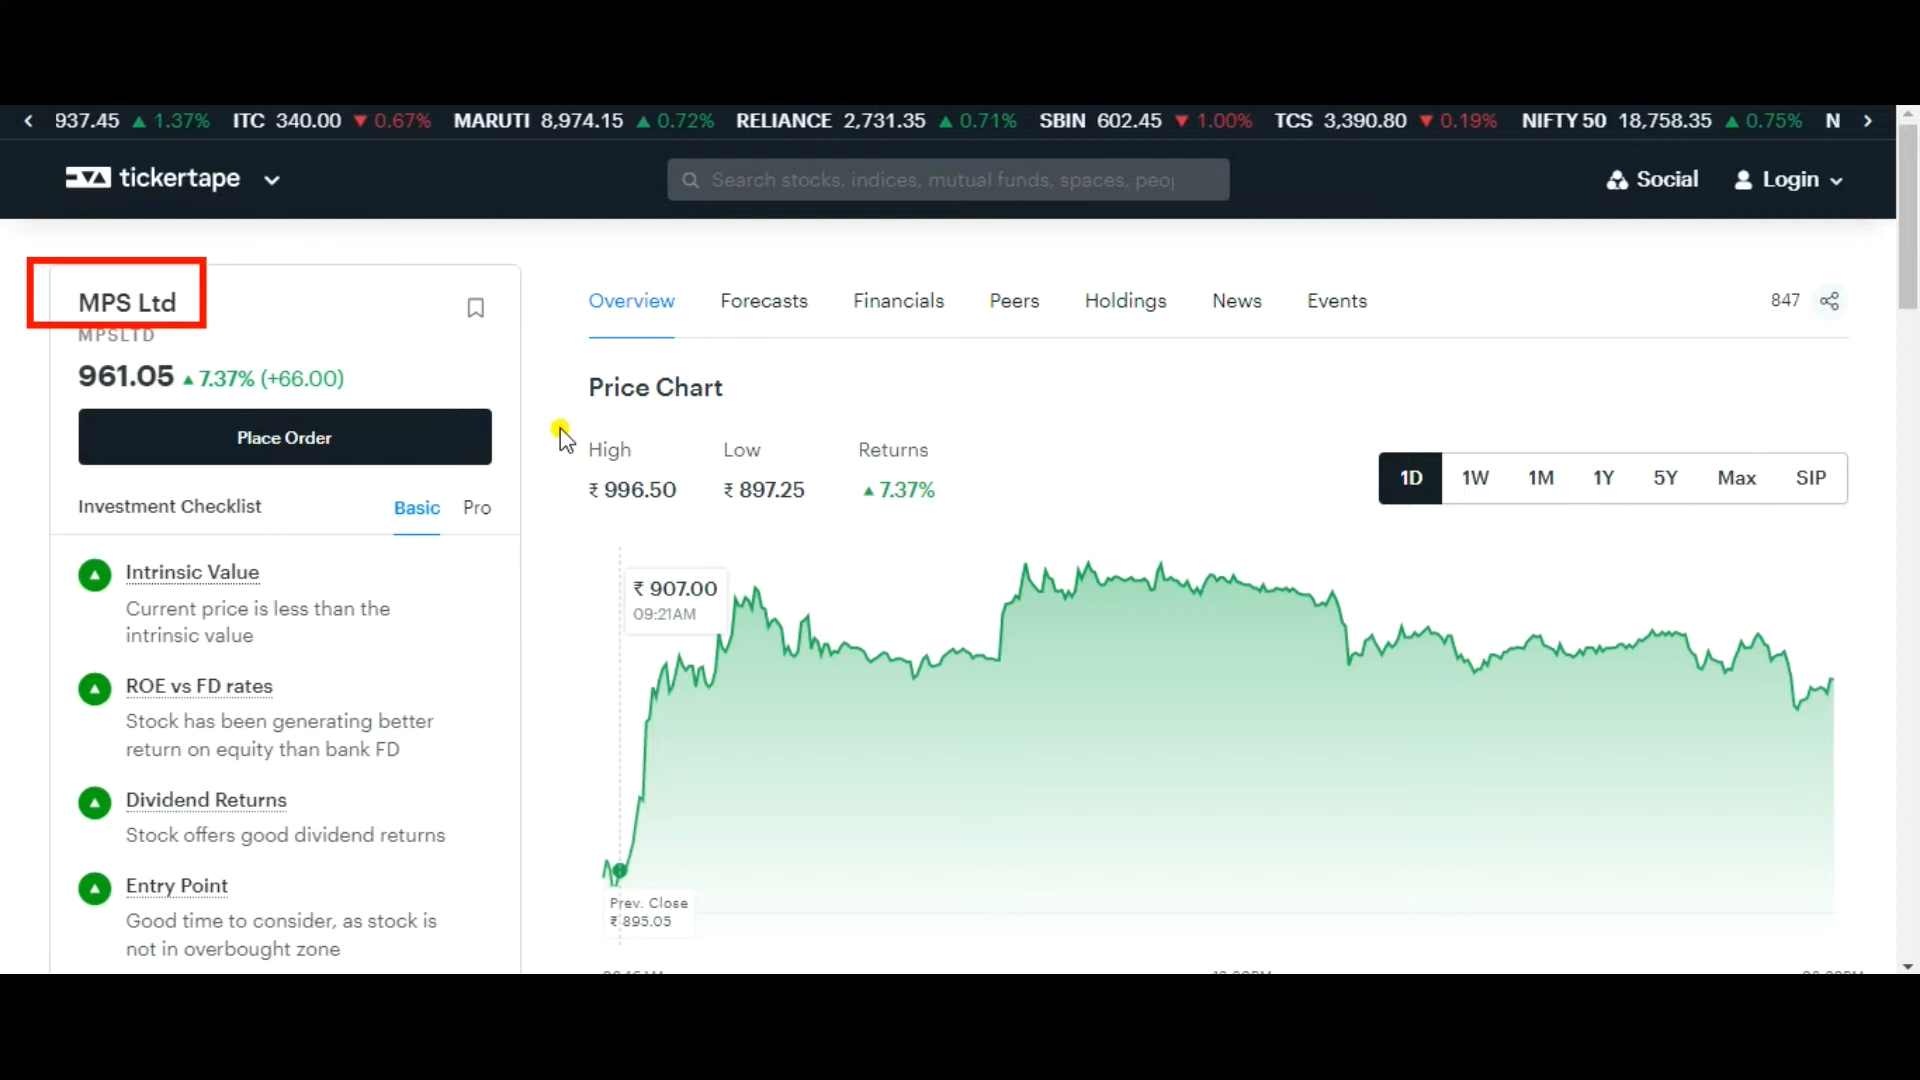 937.45 ▲ 1.37% ITC 340.00 ▼ 0.67% MARUTI 8,974.15 ▲ 0.72% RELIANCE 2,731.35 ▲ 0.71% SBIN 602.45 ▼ 1.00% TCS 3,390.80 ▼ 0.19% NIFTY 50 18,758.35 ▲ 0.75% N
tickertape
Search stocks, indices, mutual funds, spaces, peo
Social
Login
MPS Ltd
MPSLTD
961.05 ▲ 7.37% (+66.00)
Place Order
Investment Checklist
Basic Pro
Intrinsic Value
Current price is less than the
intrinsic value
ROE vs FD rates
Stock has been generating better
return on equity than bank FD
Dividend Returns
Stock offers good dividend returns
Entry Point
Good time to consider, as stock is
not in overbought zone
Overview Forecasts Financials Peers Holdings News Events
847
Price Chart
High Low Returns
₹ 996.50 ₹ 897.25 ▲ 7.37%
1D 1W 1M 1Y 5Y Max SIP
₹ 907.00
09:21AM
Prev. Close
₹ 895.05